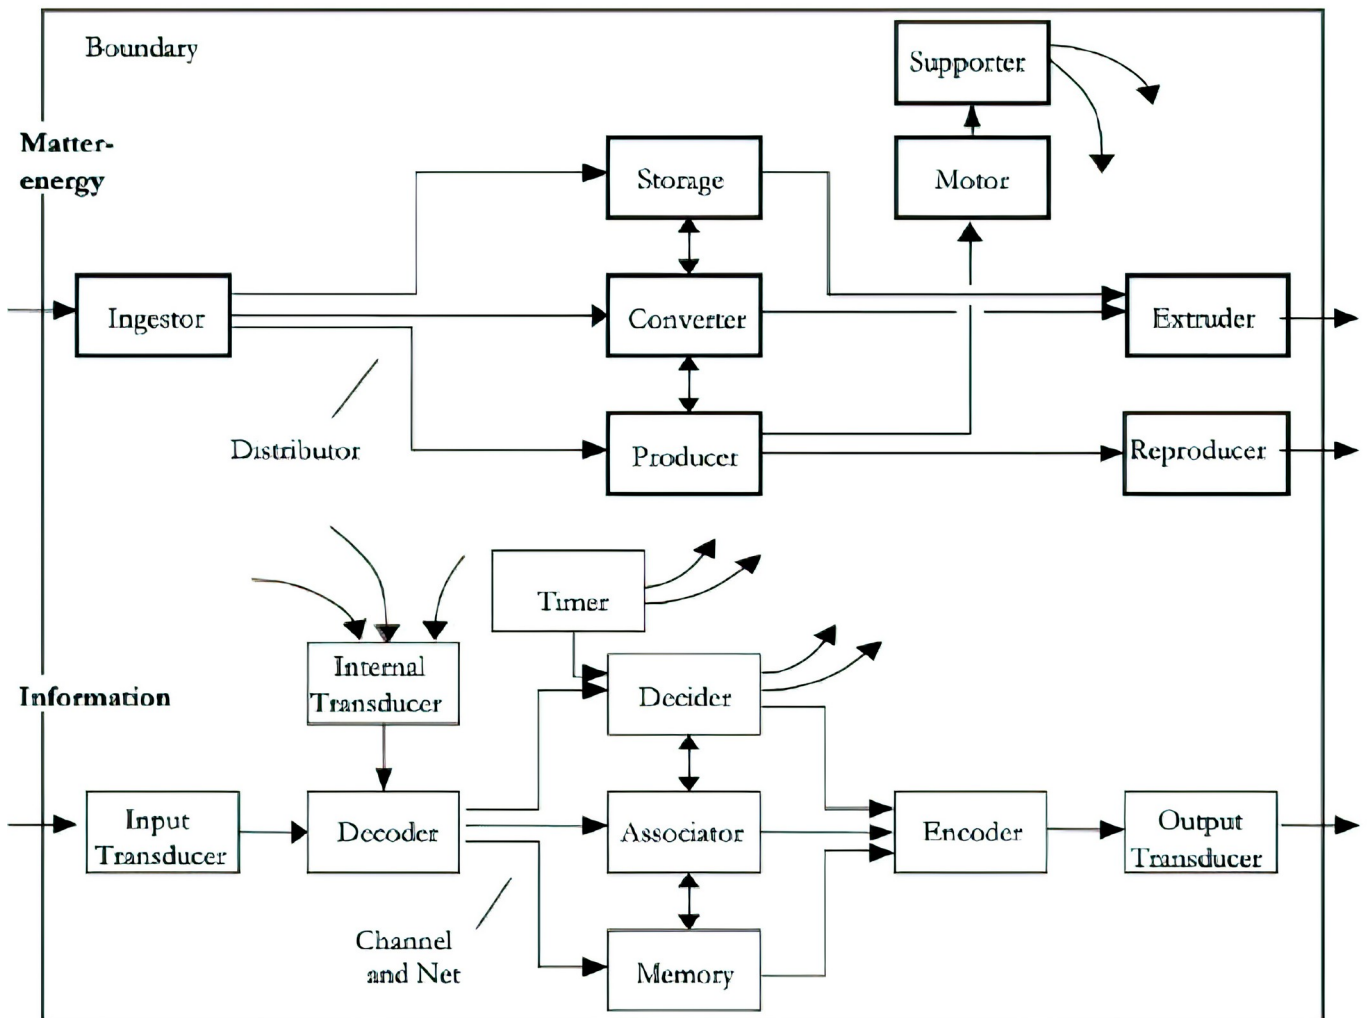 Boundary
Supporter
Matter-
energy
Storage
Motor
Ingestor
Converter
Extruder
Distributor
Producer
Reproducer
Timer
Internal
Transducer
Information
Decider
Input
Transducer
Decoder
Associator
Encoder
Output
Transducer
Channel
and Net
Memory